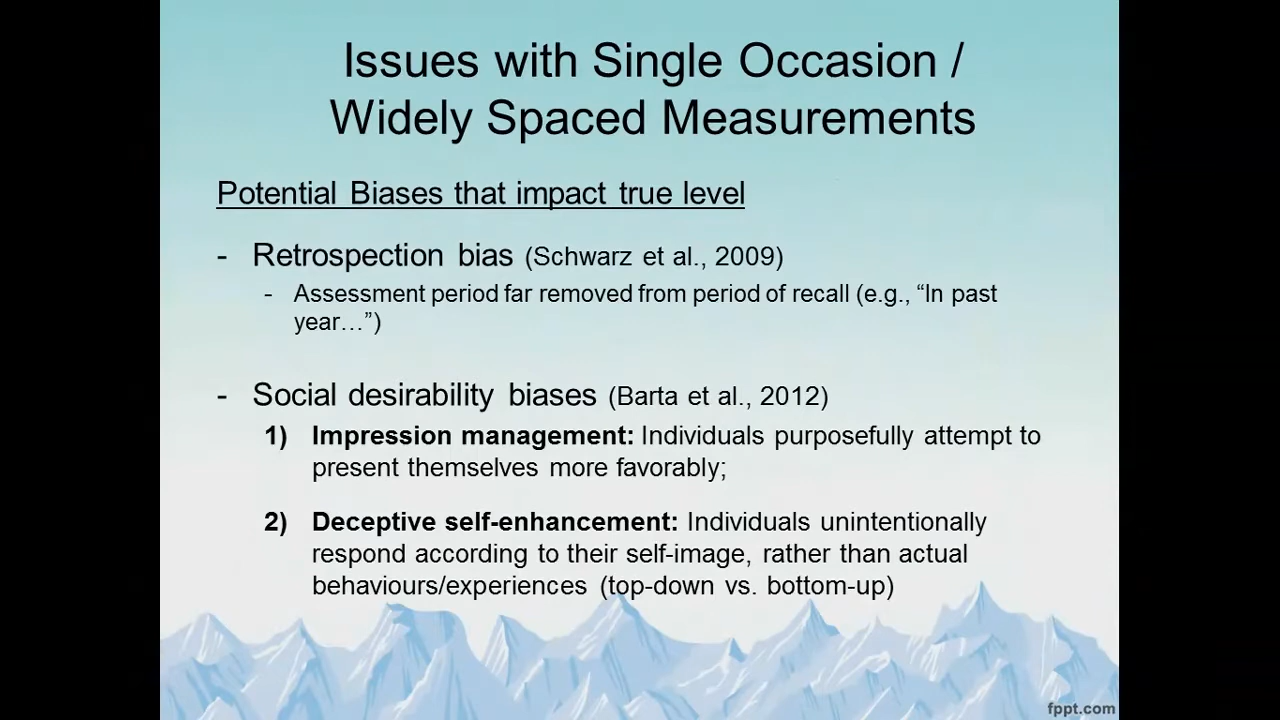 Issues with Single Occasion /
Widely Spaced Measurements
Potential Biases that impact true level
- Retrospection bias (Schwarz et al., 2009)
- Assessment period far removed from period of recall (e.g., “In past
year…”)
- Social desirability biases (Barta et al., 2012)
1) Impression management: Individuals purposefully attempt to
present themselves more favorably;
2) Deceptive self-enhancement: Individuals unintentionally
respond according to their self-image, rather than actual
behaviours/experiences (top-down vs. bottom-up)
fppt.com